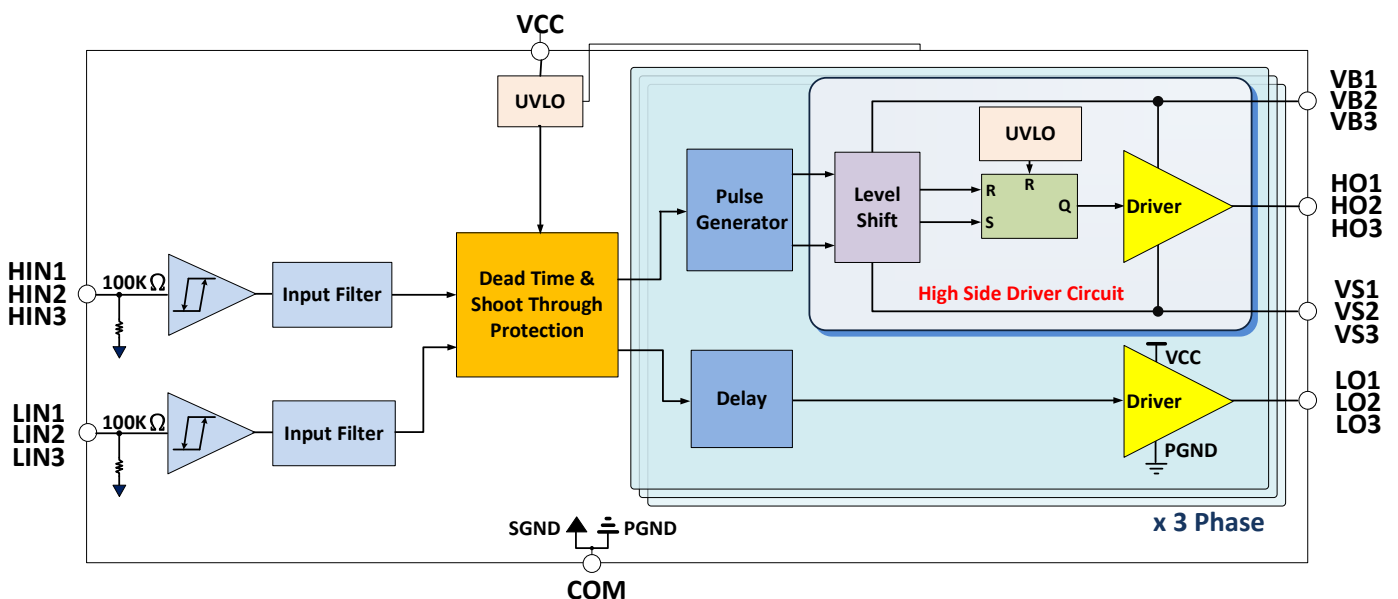 VCC
UVLO
VB1
VB2
VB3
UVLO
Pulse
Generator
Level
Shift
R
R
S
Q
Driver
HO1
HO2
HO3
HIN1
HIN2
HIN3
100KΩ
Input Filter
Dead Time &
Shoot Through
Protection
High Side Driver Circuit
VS1
VS2
VS3
VCC
LIN1
LIN2
LIN3
100KΩ
Input Filter
Delay
Driver
LO1
LO2
LO3
PGND
SGND
PGND
x 3 Phase
COM